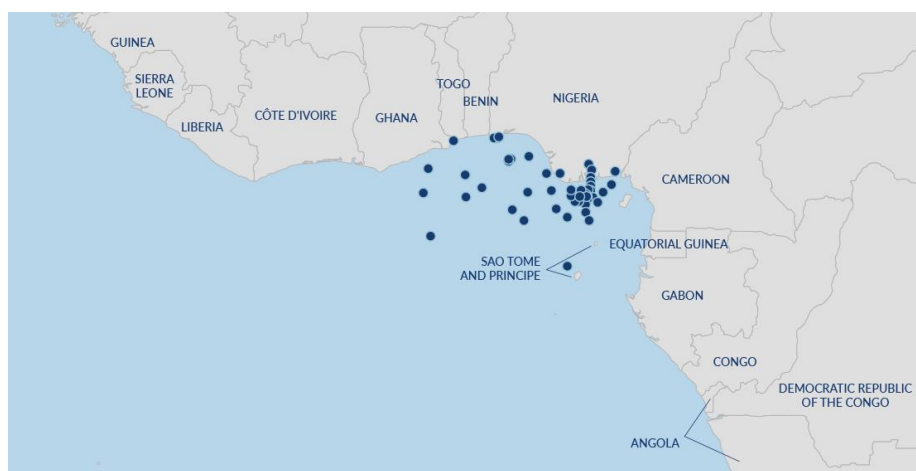 GUINEA
SIERRA
LEONE
LIBERIA
CÔTE D'IVOIRE
GHANA
TOGO
BENIN
NIGERIA
CAMEROON
EQUATORIAL GUINEA
SAO TOME
AND PRINCIPE
GABON
CONGO
DEMOCRATIC REPUBLIC
OF THE CONGO
ANGOLA